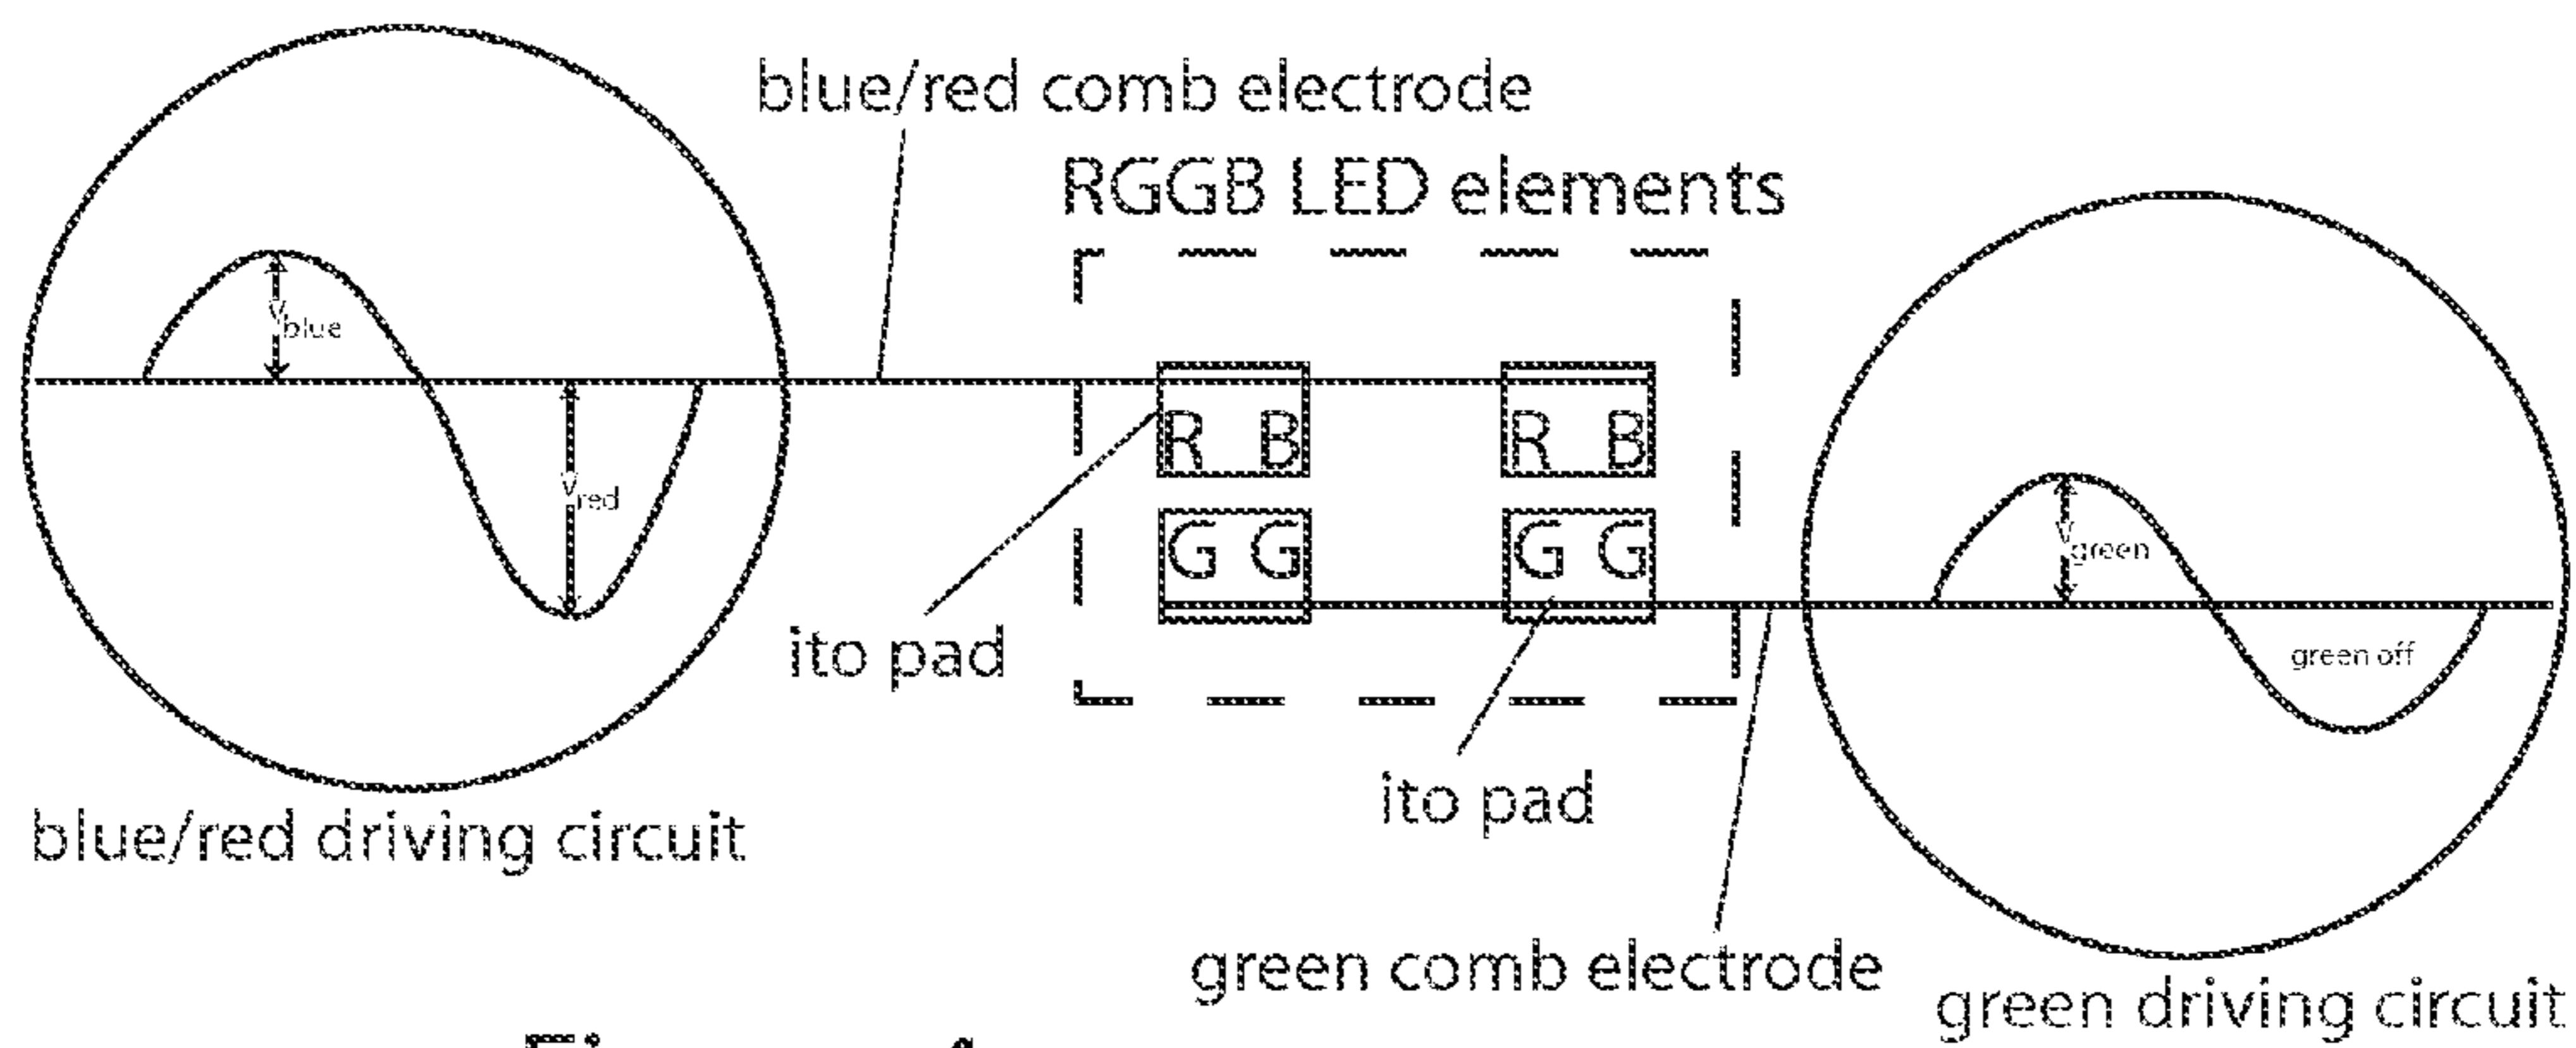 blue/red comb electrode
RGGB LED elements
V blue
V red
R B R B
G G G G
V green
green off
ito pad
ito pad
blue/red driving circuit
green comb electrode
green driving circuit